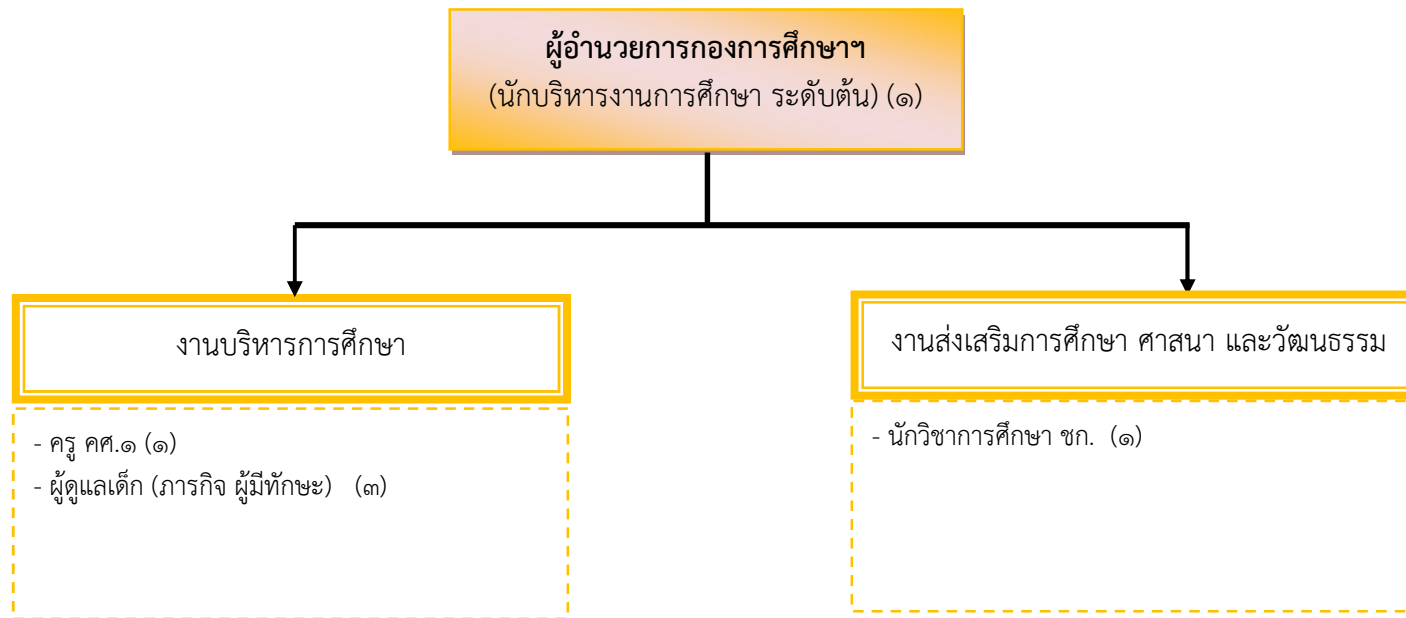 ผู้อำนวยการกองการศึกษาฯ
(นักบริหารงานการศึกษา ระดับต้น) (๑)
งานบริหารการศึกษา
- ครู คศ.๑ (๑)
- ผู้ดูแลเด็ก (ภารกิจ ผู้มีทักษะ) (๓)
งานส่งเสริมการศึกษา ศาสนา และวัฒนธรรม
- นักวิชาการศึกษา ชก. (๑)